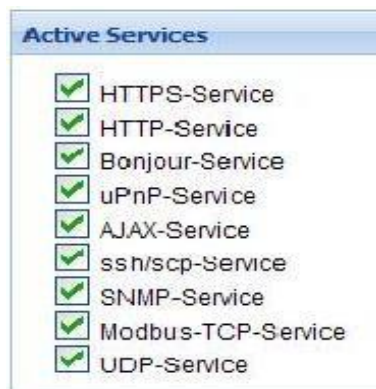 Active Services
HTTPS-Service
HTTP-Service
Bonjour-Service
uPnP-Service
AJAX-Service
ssh/scp-Service
SNMP-Service
Modbus-TCP-Service
UDP-Service